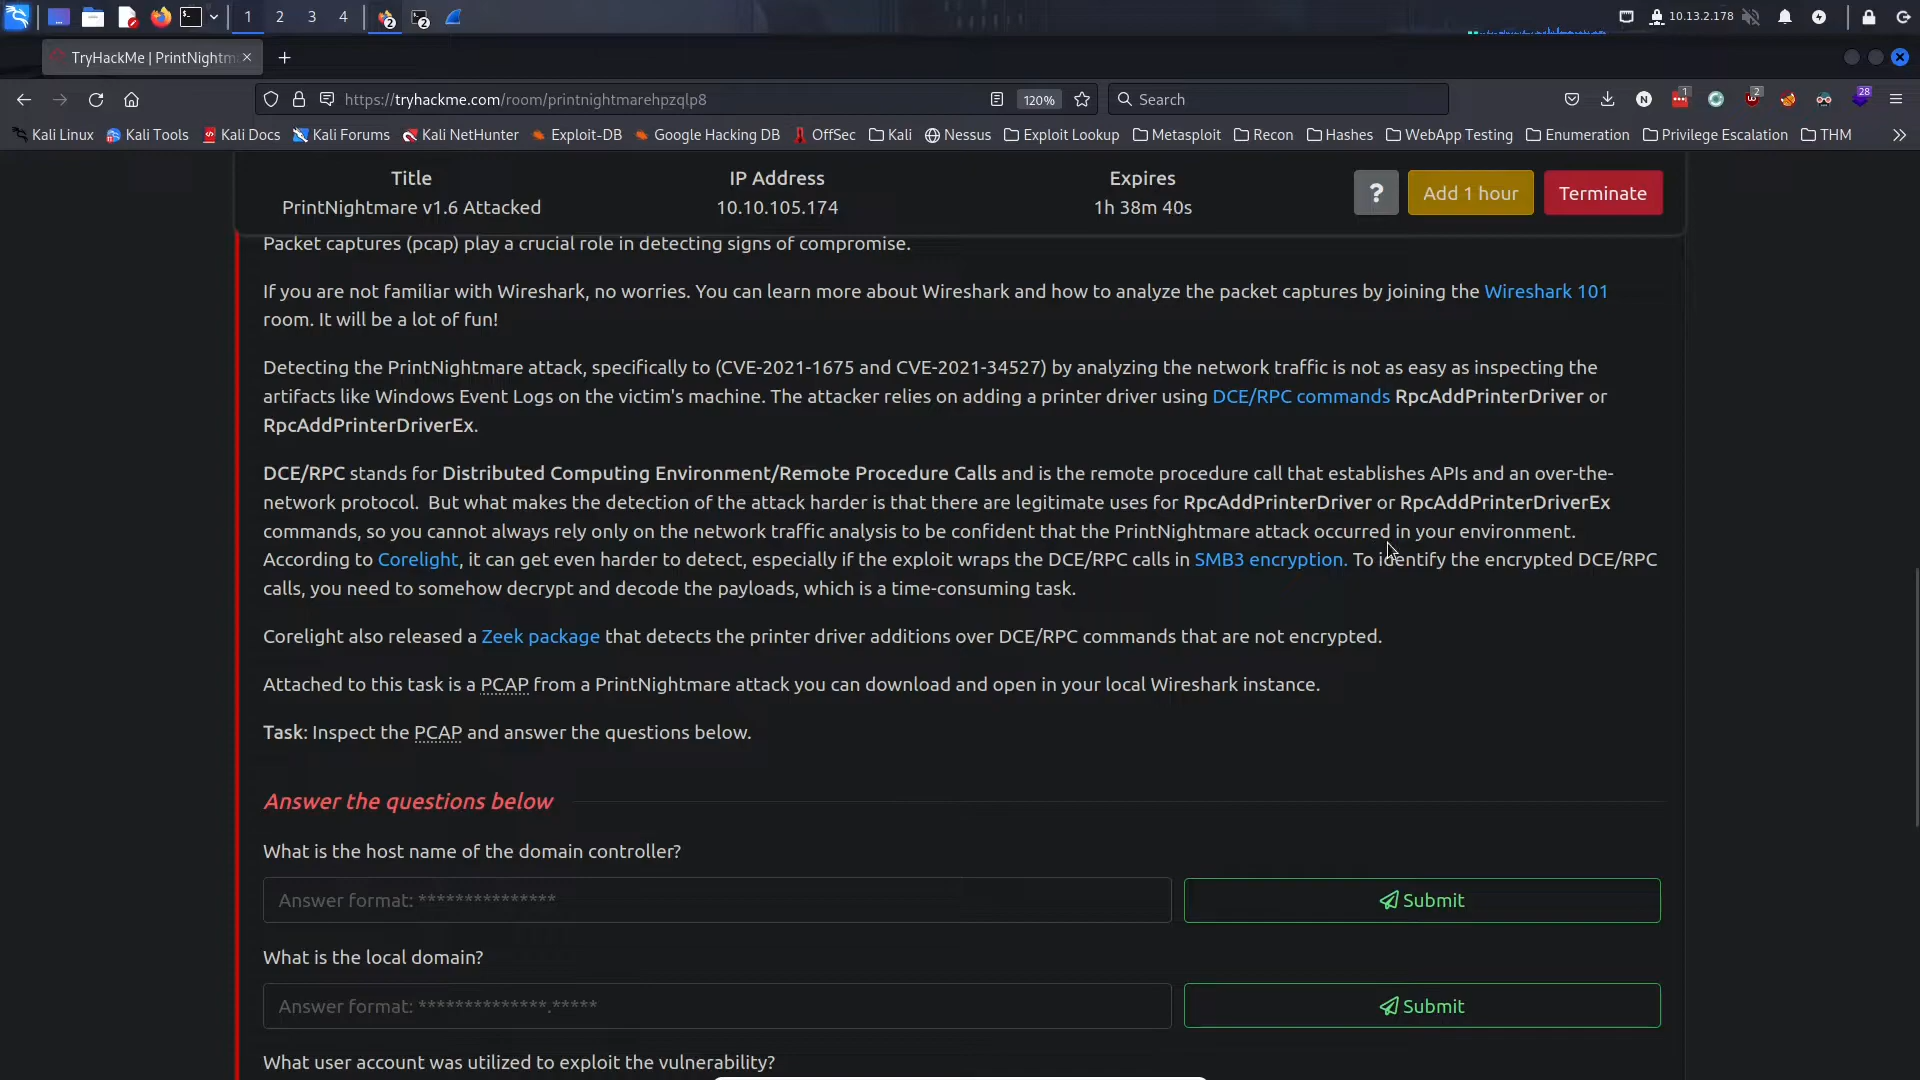 1 2 3 4
2 2
10.13.2.178
TryHackMe | PrintNightm
https://tryhackme.com/room/printnightmarehpzqlp8
120%
Search
N 1 2 28
Kali Linux Kali Tools Kali Docs Kali Forums Kali NetHunter Exploit-DB Google Hacking DB OffSec Kali Nessus Exploit Lookup Metasploit Recon Hashes WebApp Testing Enumeration Privilege Escalation THM
Title IP Address Expires
PrintNightmare v1.6 Attacked 10.10.105.174 1h 38m 40s
? Add 1 hour Terminate
Packet captures (pcap) play a crucial role in detecting signs of compromise.
If you are not familiar with Wireshark, no worries. You can learn more about Wireshark and how to analyze the packet captures by joining the Wireshark 101
room. It will be a lot of fun!
Detecting the PrintNightmare attack, specifically to (CVE-2021-1675 and CVE-2021-34527) by analyzing the network traffic is not as easy as inspecting the
artifacts like Windows Event Logs on the victim's machine. The attacker relies on adding a printer driver using DCE/RPC commands RpcAddPrinterDriver or
RpcAddPrinterDriverEx.
DCE/RPC stands for Distributed Computing Environment/Remote Procedure Calls and is the remote procedure call that establishes APIs and an over-the-
network protocol. But what makes the detection of the attack harder is that there are legitimate uses for RpcAddPrinterDriver or RpcAddPrinterDriverEx
commands, so you cannot always rely only on the network traffic analysis to be confident that the PrintNightmare attack occurred in your environment.
According to Corelight, it can get even harder to detect, especially if the exploit wraps the DCE/RPC calls in SMB3 encryption. To identify the encrypted DCE/RPC
calls, you need to somehow decrypt and decode the payloads, which is a time-consuming task.
Corelight also released a Zeek package that detects the printer driver additions over DCE/RPC commands that are not encrypted.
Attached to this task is a PCAP from a PrintNightmare attack you can download and open in your local Wireshark instance.
Task: Inspect the PCAP and answer the questions below.
Answer the questions below
What is the host name of the domain controller?
Answer format: ***************
Submit
What is the local domain?
Answer format: **************.*****
Submit
What user account was utilized to exploit the vulnerability?